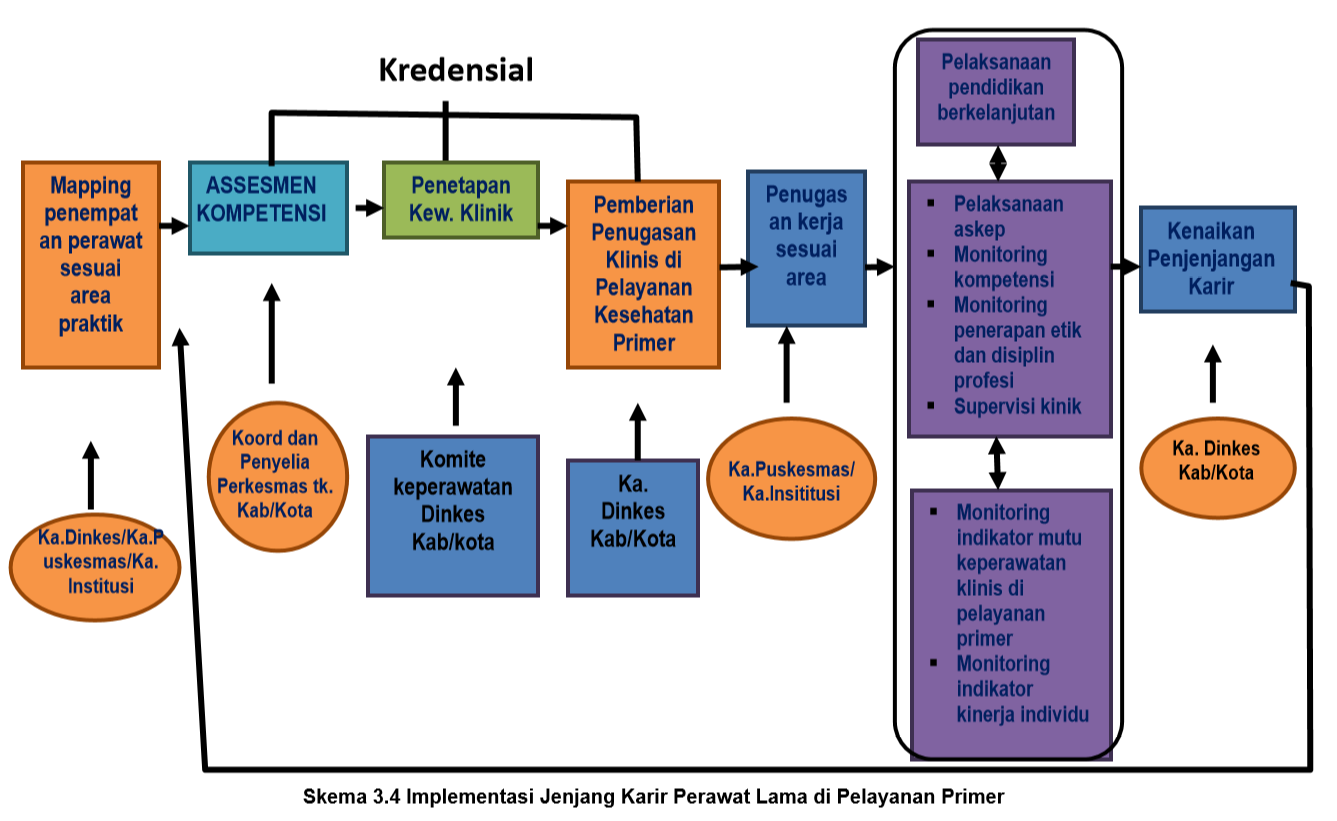 Kredensial
Mapping
penempat
an perawat
sesuai
area
praktik
ASSESMEN
KOMPETENSI
Penetapan
Kew. Klinik
Pemberian
Penugasan
Klinis di
Pelayanan
Kesehatan
Primer
Penugas
an kerja
sesuai
area
Pelaksanaan
pendidikan
berkelanjutan
▪ Pelaksanaan
askep
▪ Monitoring
kompetensi
▪ Monitoring
penerapan etik
dan disiplin
profesi
▪ Supervisi kinik
▪ Monitoring
indikator mutu
keperawatan
klinis di
pelayanan
primer
▪ Monitoring
indikator
kinerja individu
Kenaikan
Penjenjangan
Karir
Ka.Dinkes/Ka.P
uskesmas/Ka.
Institusi
Koord dan
Penyelia
Perkesmas tk.
Kab/Kota
Komite
keperawatan
Dinkes
Kab/kota
Ka.
Dinkes
Kab/Kota
Ka.Puskesmas/
Ka.Insititusi
Ka. Dinkes
Kab/Kota
Skema 3.4 Implementasi Jenjang Karir Perawat Lama di Pelayanan Primer